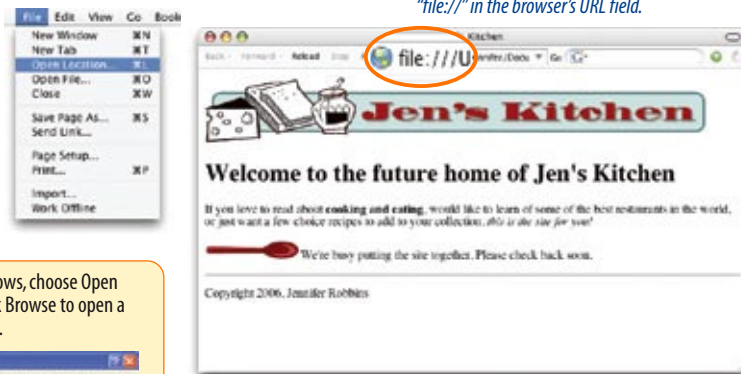 "file://" in the browser's URL field.
File Edit View Go Book
New Window ⌘N
New Tab ⌘T
Open Location... ⌘L
Open File... ⌘O
Close ⌘W
Save Page As... ⌘S
Send Link...
Page Setup...
Print... ⌘P
Import...
Work Offline
Kitchen
Back Forward Reload Stop file:///U Go
Jen's Kitchen
Welcome to the future home of Jen's Kitchen
If you love to read about cooking and eating, would like to learn of some of the best restaurants in the world,
or just want a few choice recipes to add to your collection, this is the site for you!
We're busy putting the site together. Please check back soon.
Copyright 2006, Jennifer Robbins
ows, choose Open
k Browse to open a